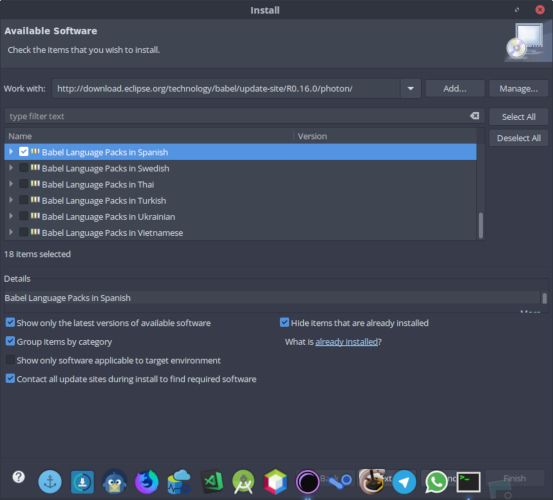 Install
Available Software
Check the items that you wish to install.
Work with: http://download.eclipse.org/technology/babel/update-site/R0.16.0/photon/ Add... Manage...
type filter text Select All
Deselect All
Name Version
Babel Language Packs in Spanish
Babel Language Packs in Swedish
Babel Language Packs in Thai
Babel Language Packs in Turkish
Babel Language Packs in Ukrainian
Babel Language Packs in Vietnamese
18 items selected
Details
Babel Language Packs in Spanish
Show only the latest versions of available software Hide items that are already installed
Group items by category What is already installed?
Show only software applicable to target environment
Contact all update sites during install to find required software
Finish